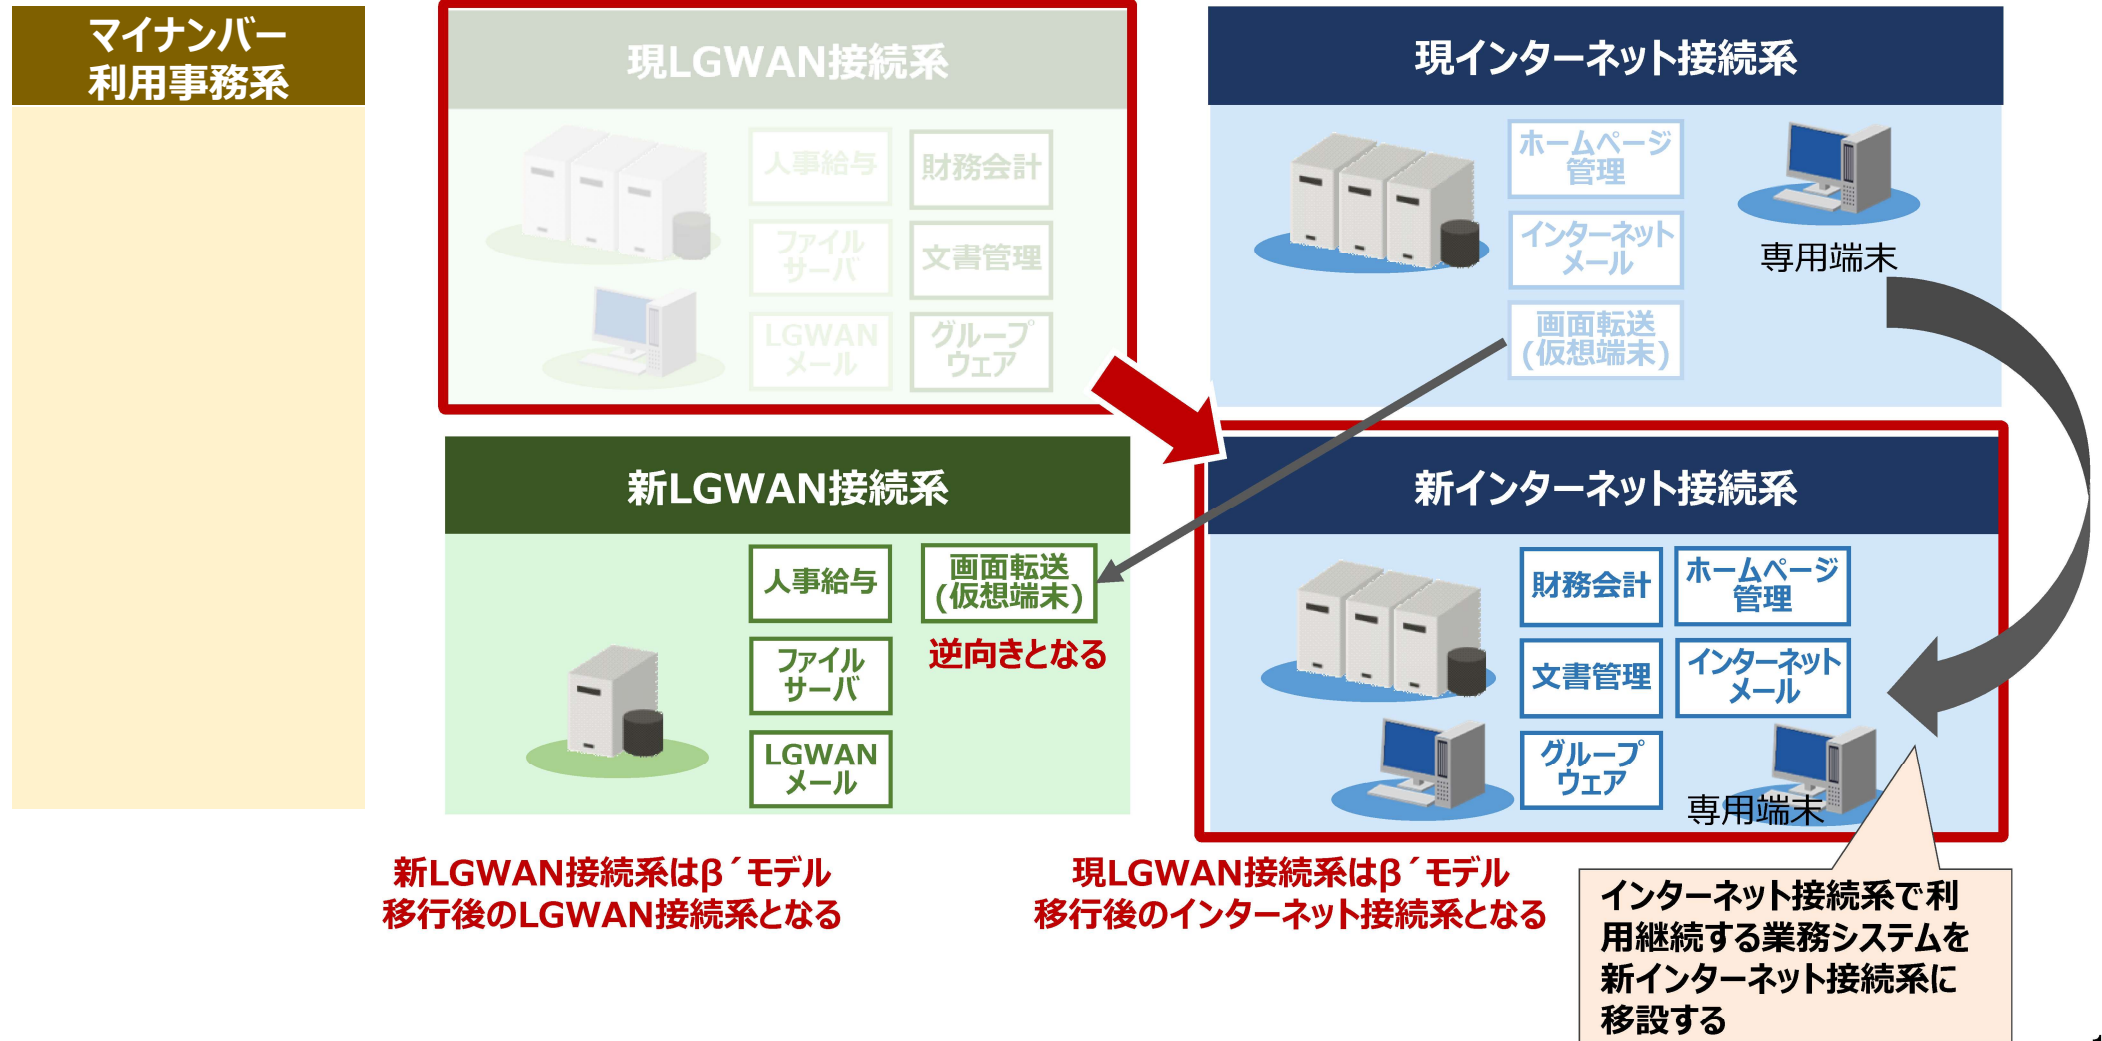 マイナンバー
利用事務系
現LGWAN接続系
人事給与
財務会計
ファイル
サーバ
文書管理
LGWAN
メール
グループ
ウェア
現インターネット接続系
ホームページ
管理
インターネット
メール
画面転送
(仮想端末)
専用端末
新LGWAN接続系
人事給与
画面転送
(仮想端末)
逆向きとなる
ファイル
サーバ
LGWAN
メール
新インターネット接続系
財務会計
ホームページ
管理
文書管理
インターネット
メール
グループ
ウェア
専用端末
新LGWAN接続系はβ´モデル
移行後のLGWAN接続系となる
現LGWAN接続系はβ´モデル
移行後のインターネット接続系となる
インターネット接続系で利
用継続する業務システムを
新インターネット接続系に
移設する